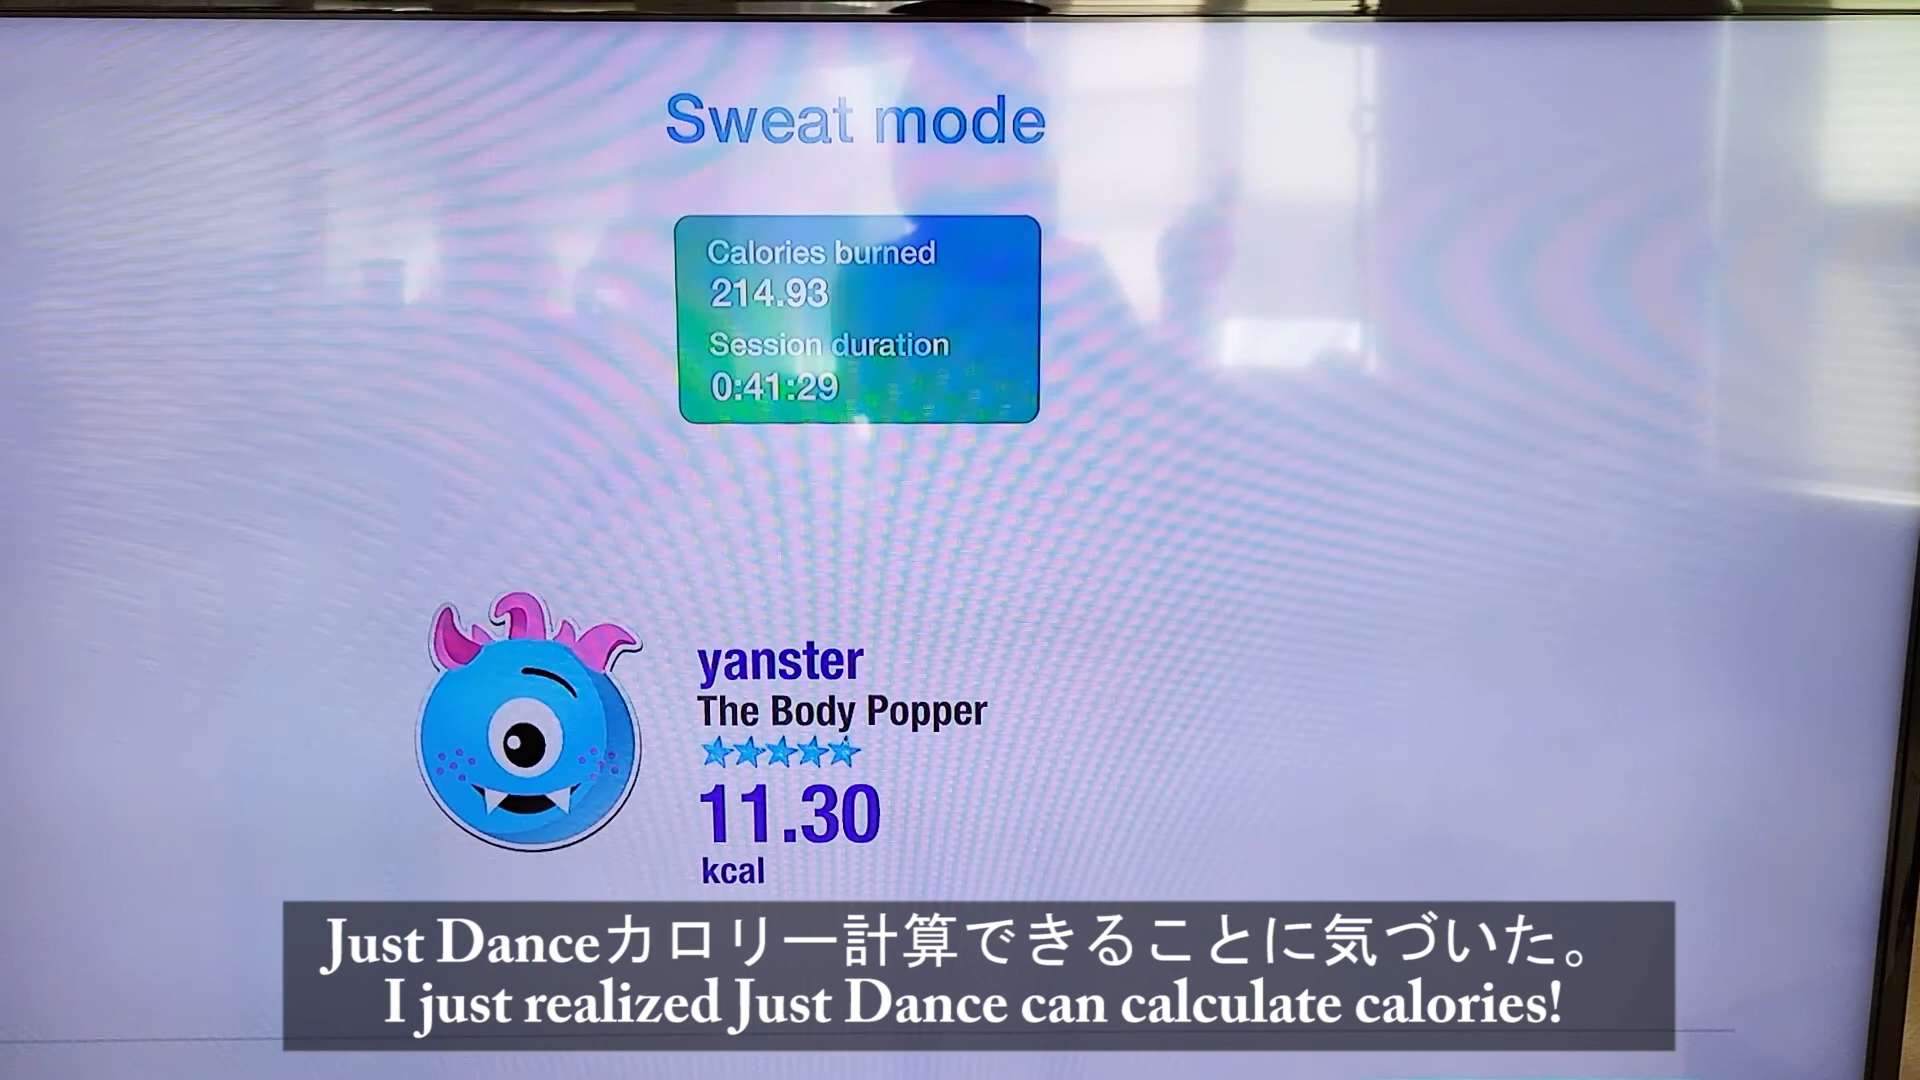 Sweat mode
Calories burned
214.93
Session duration
0:41:29
yanster
The Body Popper
11.30
kcal
Just Danceカロリー計算できることに気づいた。
I just realized Just Dance can calculate calories!